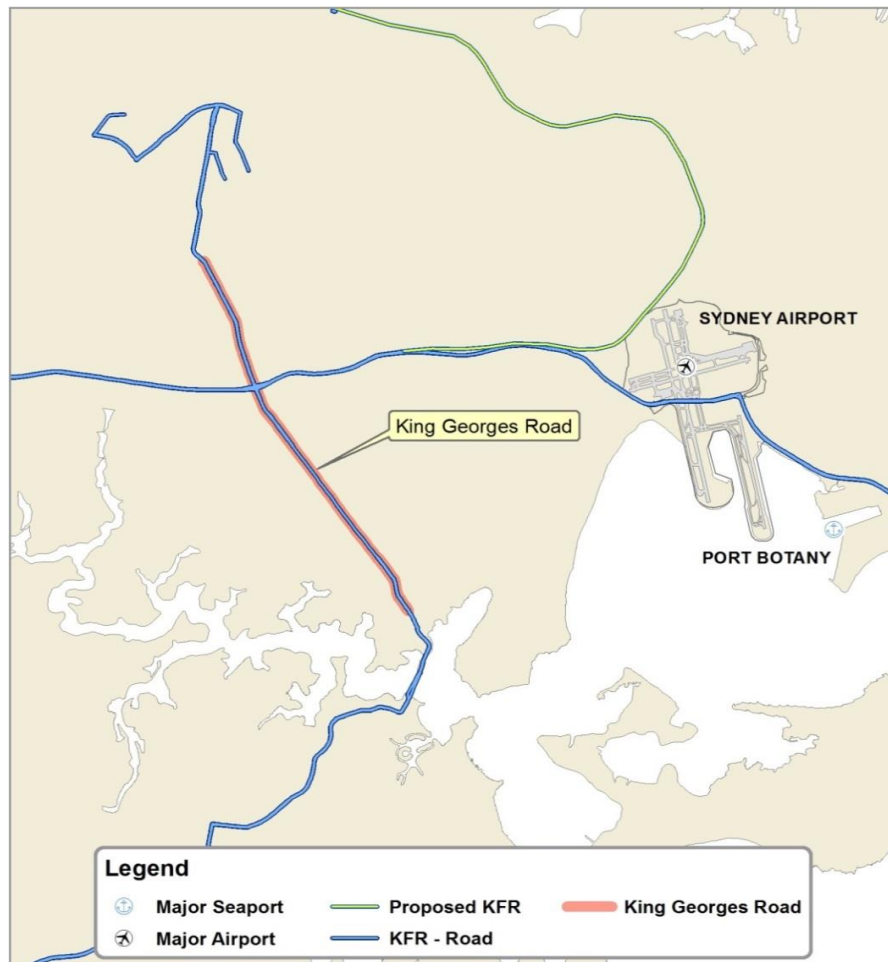 SYDNEY AIRPORT
King Georges Road
PORT BOTANY
Legend
Major Seaport
Proposed KFR
King Georges Road
Major Airport
KFR - Road